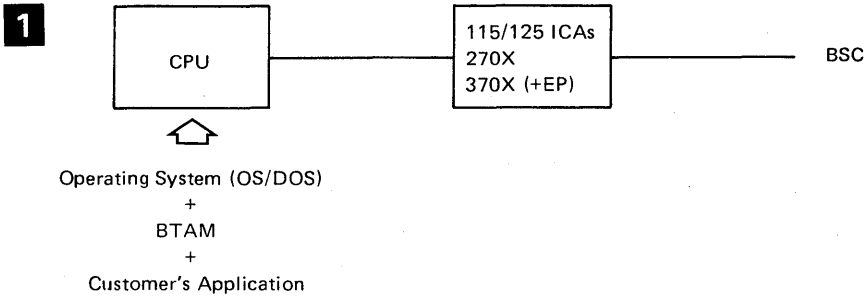 1
CPU
115/125 ICAs
270X
370X (+EP)
BSC
Operating System (OS/DOS)
+
BTAM
+
Customer's Application